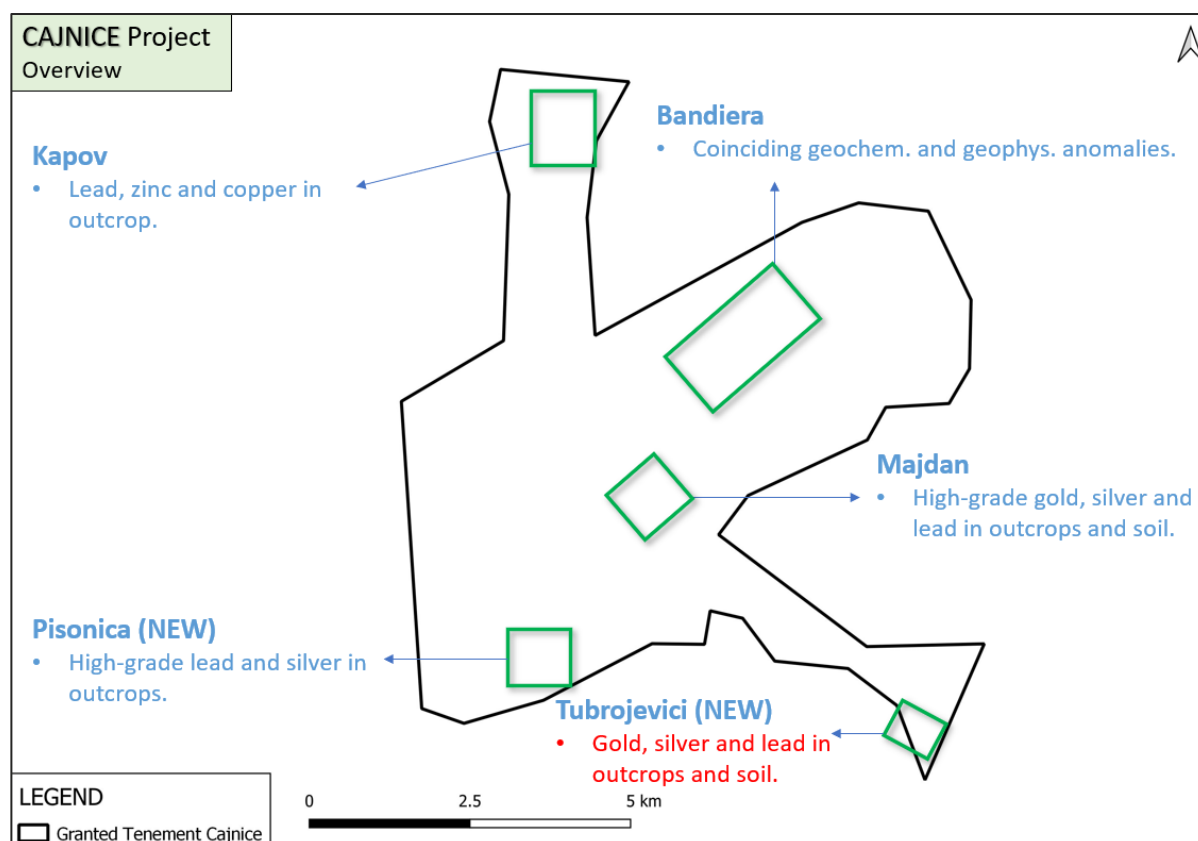 CAJNICE Project
Overview
Kapov
• Lead, zinc and copper in
outcrop.
Bandiera
• Coinciding geochem. and geophys. anomalies.
Majdan
• High-grade gold, silver and
lead in outcrops and soil.
Pisonica (NEW)
• High-grade lead and silver in
outcrops.
Tubrojevici (NEW)
• Gold, silver and lead in
outcrops and soil.
LEGEND
Granted Tenement Cajnice
0 2.5 5 km